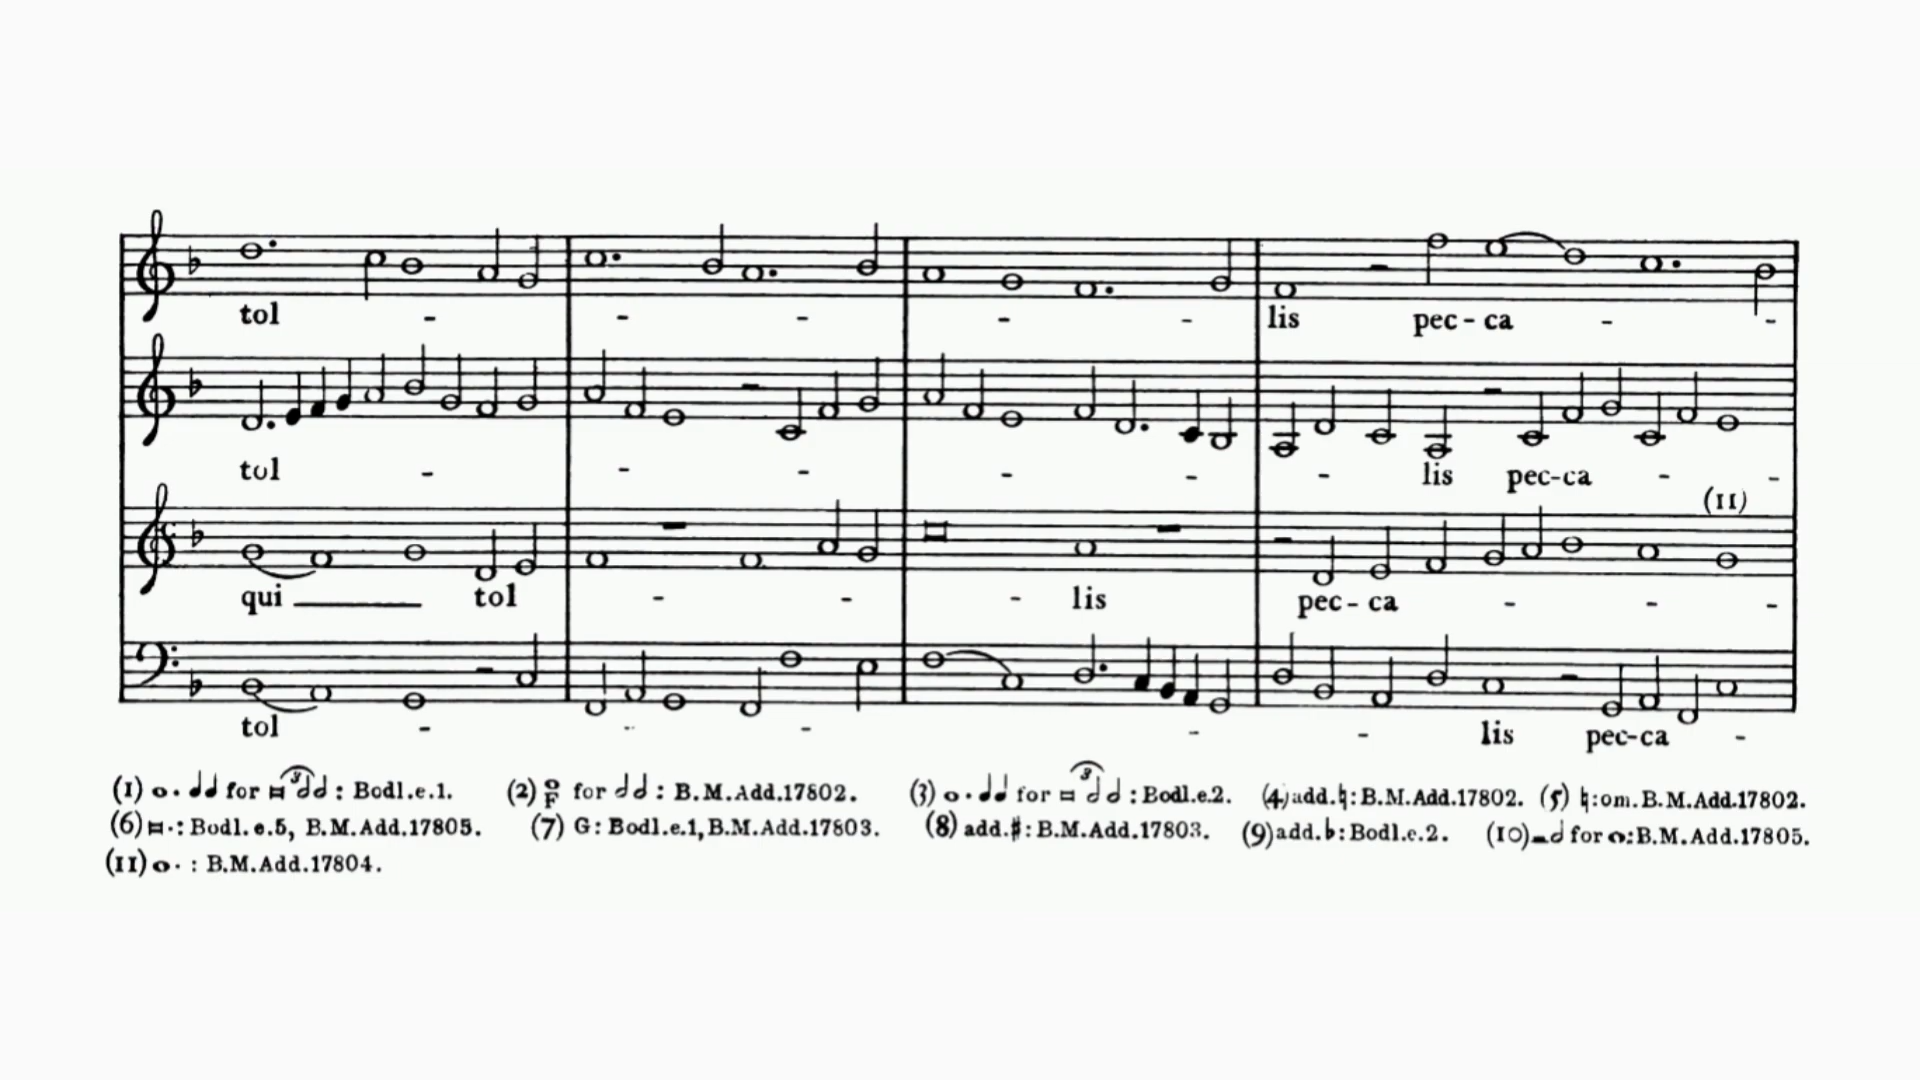 tol - - - - - lis pec-ca - -
tol - - - - - - lis pec-ca - -
(11)
qui tol - - - lis pec-ca - - -
tol - - - - - lis pec-ca -
(1) 𝅝. 𝅗𝅥𝅗𝅥 for 𝅜 3 𝅗𝅥𝅗𝅥 : Bodl.e.1. (2) 𝅝 F for 𝅗𝅥 𝅗𝅥 : B.M.Add.17802. (3) 𝅝. 𝅘𝅥𝅘𝅥 for 𝅜 3 𝅗𝅥 𝅗𝅥 : Bodl.e.2. (4) add.♮: B.M.Add.17802. (5) ♮:om. B.M.Add.17802.
(6) 𝅜. : Bodl. e.5, B.M.Add.17805. (7) G: Bodl.e.1, B.M.Add.17803. (8) add.♯: B.M.Add.17803. (9) add.♭: Bodl.e.2. (10) 𝄼 𝅗𝅥 for 𝅝: B.M.Add.17805.
(11) 𝅝. : B.M.Add.17804.